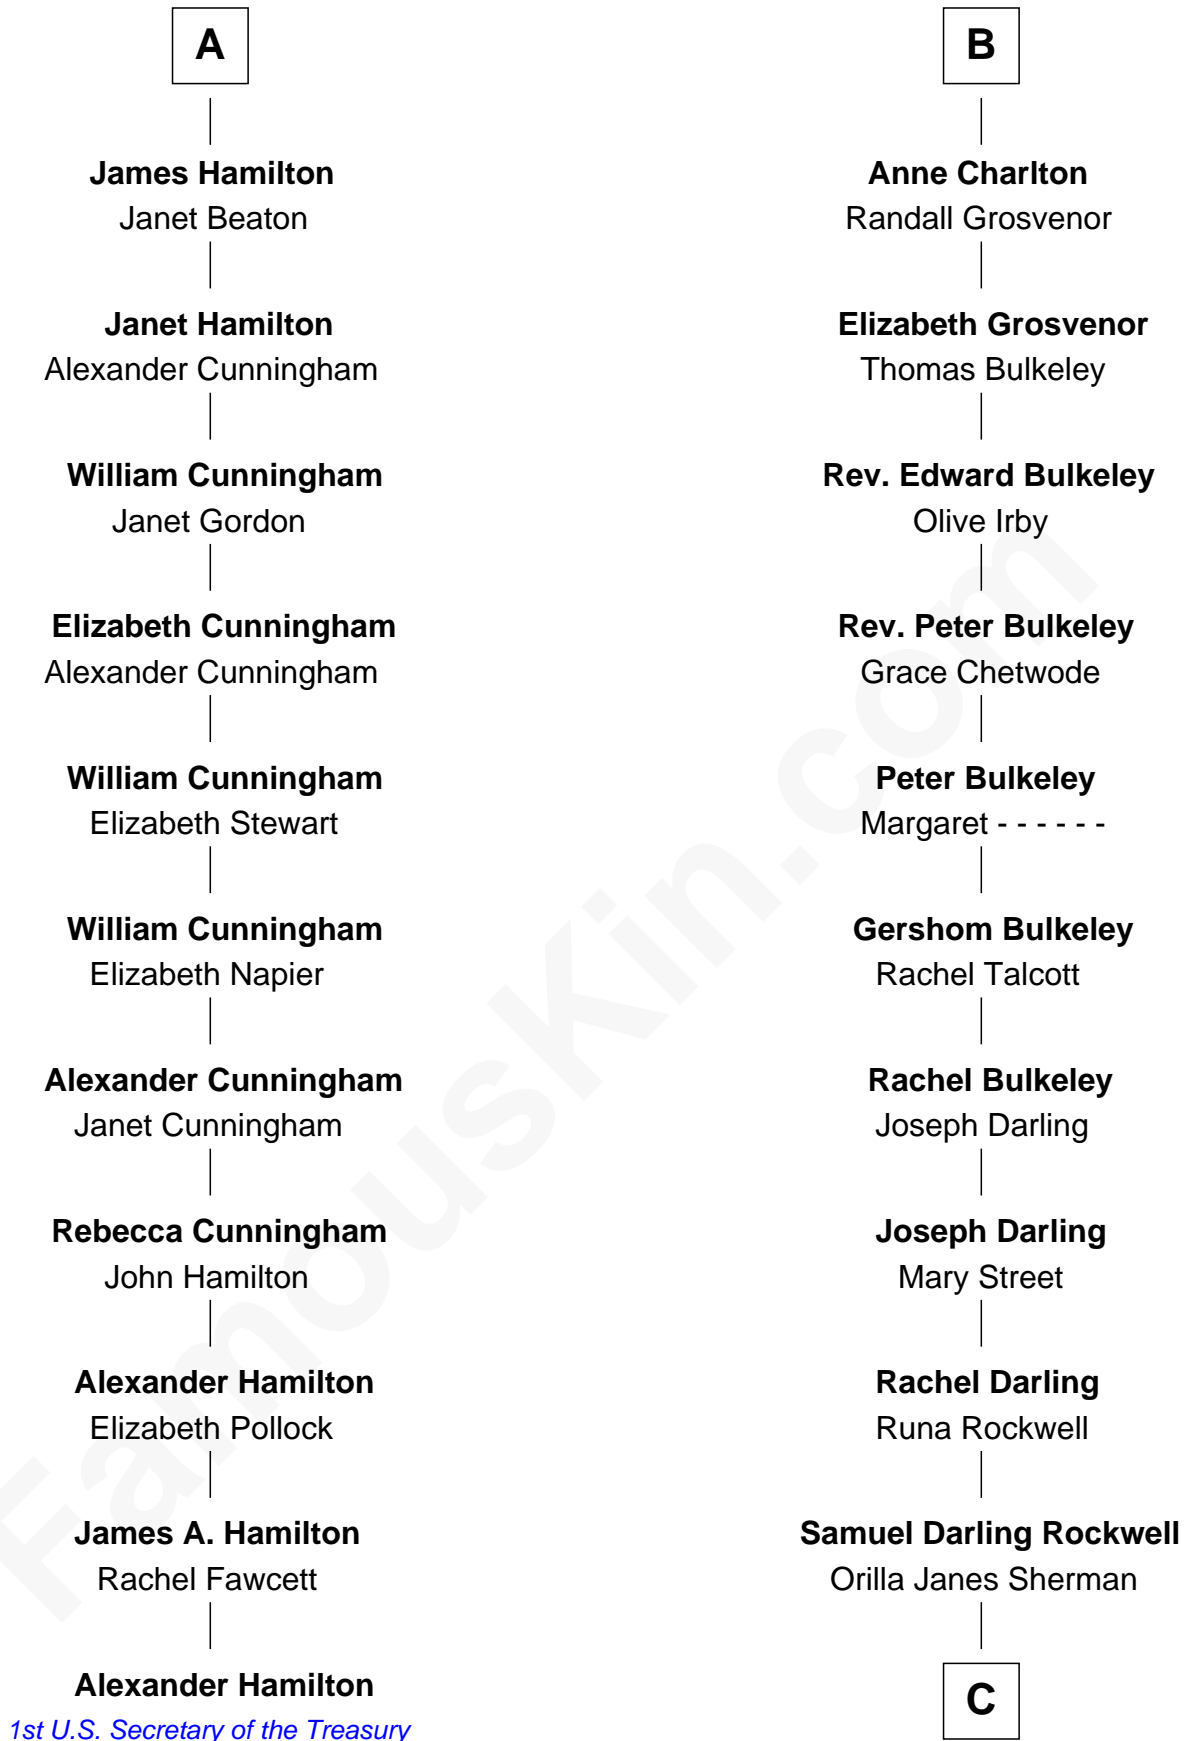 A
James Hamilton
Janet Beaton
Janet Hamilton
Alexander Cunningham
William Cunningham
Janet Gordon
Elizabeth Cunningham
Alexander Cunningham
William Cunningham
Elizabeth Stewart
William Cunningham
Elizabeth Napier
Alexander Cunningham
Janet Cunningham
Rebecca Cunningham
John Hamilton
Alexander Hamilton
Elizabeth Pollock
James A. Hamilton
Rachel Fawcett
Alexander Hamilton
1st U.S. Secretary of the Treasury
B
Anne Charlton
Randall Grosvenor
Elizabeth Grosvenor
Thomas Bulkeley
Rev. Edward Bulkeley
Olive Irby
Rev. Peter Bulkeley
Grace Chetwode
Peter Bulkeley
Margaret - - - - - -
Gershom Bulkeley
Rachel Talcott
Rachel Bulkeley
Joseph Darling
Joseph Darling
Mary Street
Rachel Darling
Runa Rockwell
Samuel Darling Rockwell
Orilla Janes Sherman
C
FamousKin.com